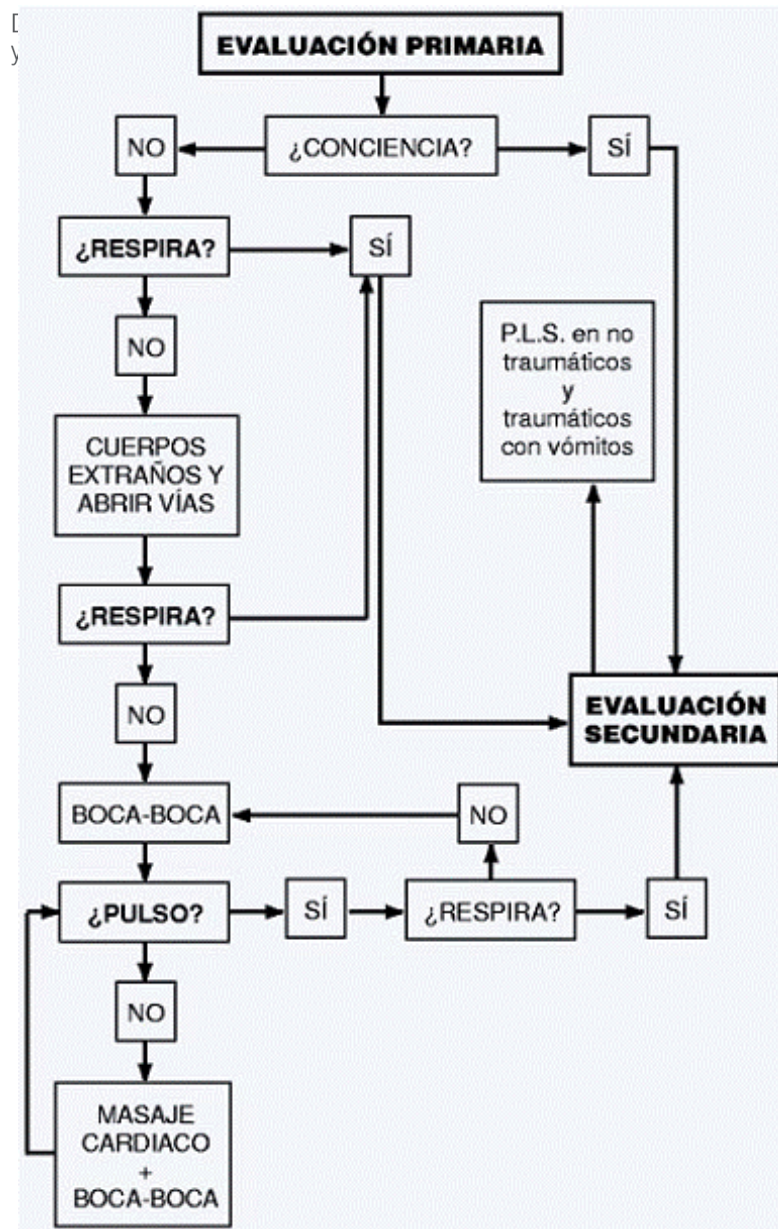 EVALUACIÓN PRIMARIA
NO
¿CONCIENCIA?
SÍ
¿RESPIRA?
SÍ
NO
P.L.S. en no
traumáticos
y
traumáticos
con vómitos
CUERPOS
EXTRAÑOS Y
ABRIR VÍAS
¿RESPIRA?
NO
EVALUACIÓN
SECUNDARIA
BOCA-BOCA
NO
¿PULSO?
SÍ
¿RESPIRA?
SÍ
NO
MASAJE
CARDIACO
+
BOCA-BOCA